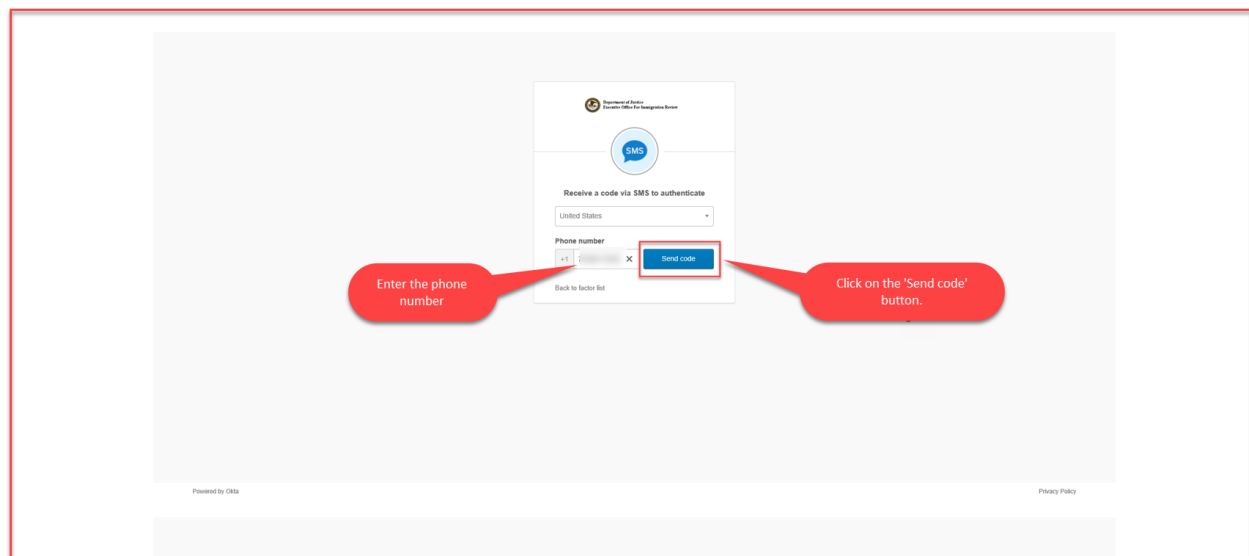 Department of Justice
Executive Office For Immigration Review
SMS
Receive a code via SMS to authenticate
United States
Phone number
+1
Send code
Enter the phone
number
Click on the 'Send code'
button.
Back to factor list
Powered by Okta
Privacy Policy